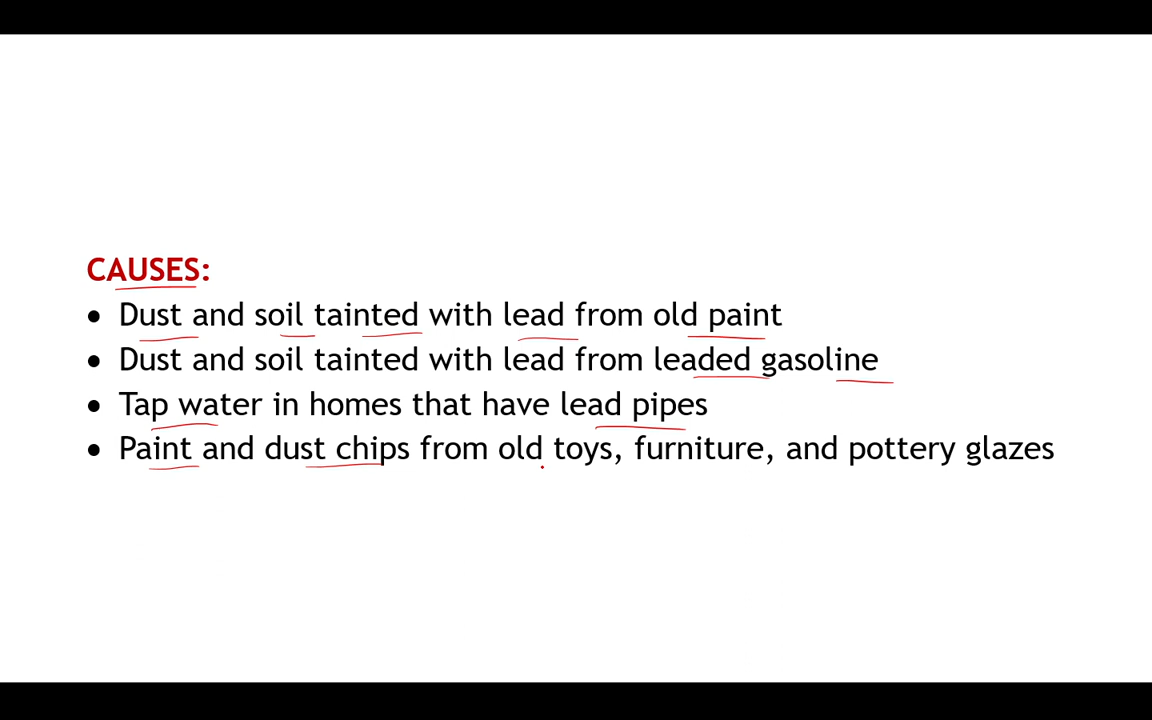 CAUSES:
• Dust and soil tainted with lead from old paint
• Dust and soil tainted with lead from leaded gasoline
• Tap water in homes that have lead pipes
• Paint and dust chips from old toys, furniture, and pottery glazes